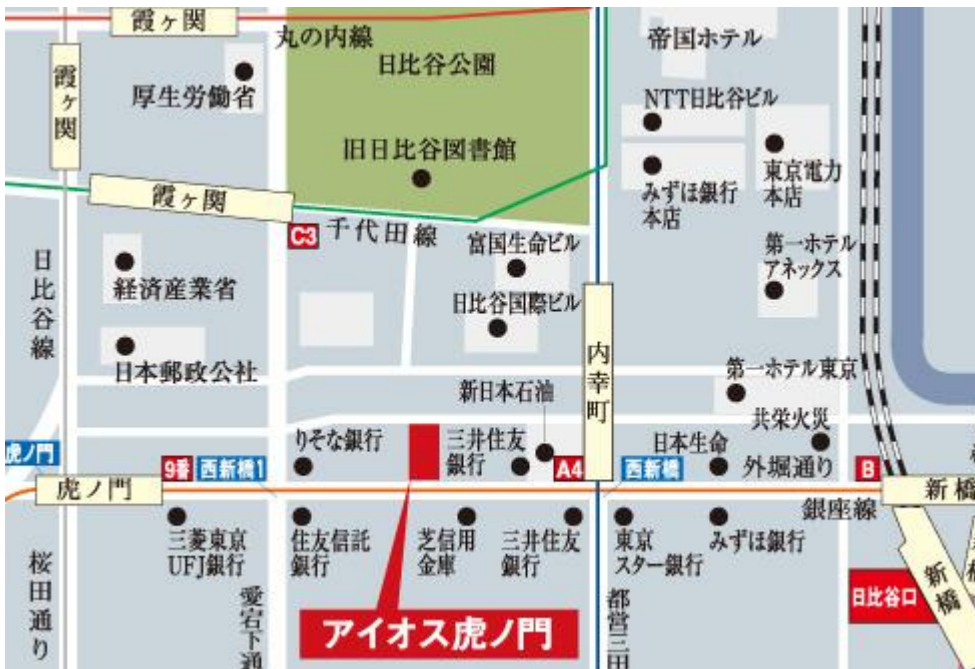 霞ヶ関
丸の内線
帝国ホテル
霞ヶ関
厚生労働省
日比谷公園
NTT日比谷ビル
旧日比谷図書館
みずほ銀行
本店
東京電力
本店
霞ヶ関
C3
千代田線
富国生命ビル
第一ホテル
アネックス
日比谷線
経済産業省
日比谷国際ビル
内幸町
日本郵政公社
新日本石油
第一ホテル東京
共栄火災
虎ノ門
9番
西新橋1
りそな銀行
三井住友
銀行
A4
西新橋
日本生命
外堀通り
B
虎ノ門
銀座線
新橋
三菱東京
UFJ銀行
住友信託
銀行
芝信用
金庫
三井住友
銀行
東京
スター銀行
みずほ銀行
桜田通り
愛宕下通
アイオス虎ノ門
都営三田
日比谷口
新橋